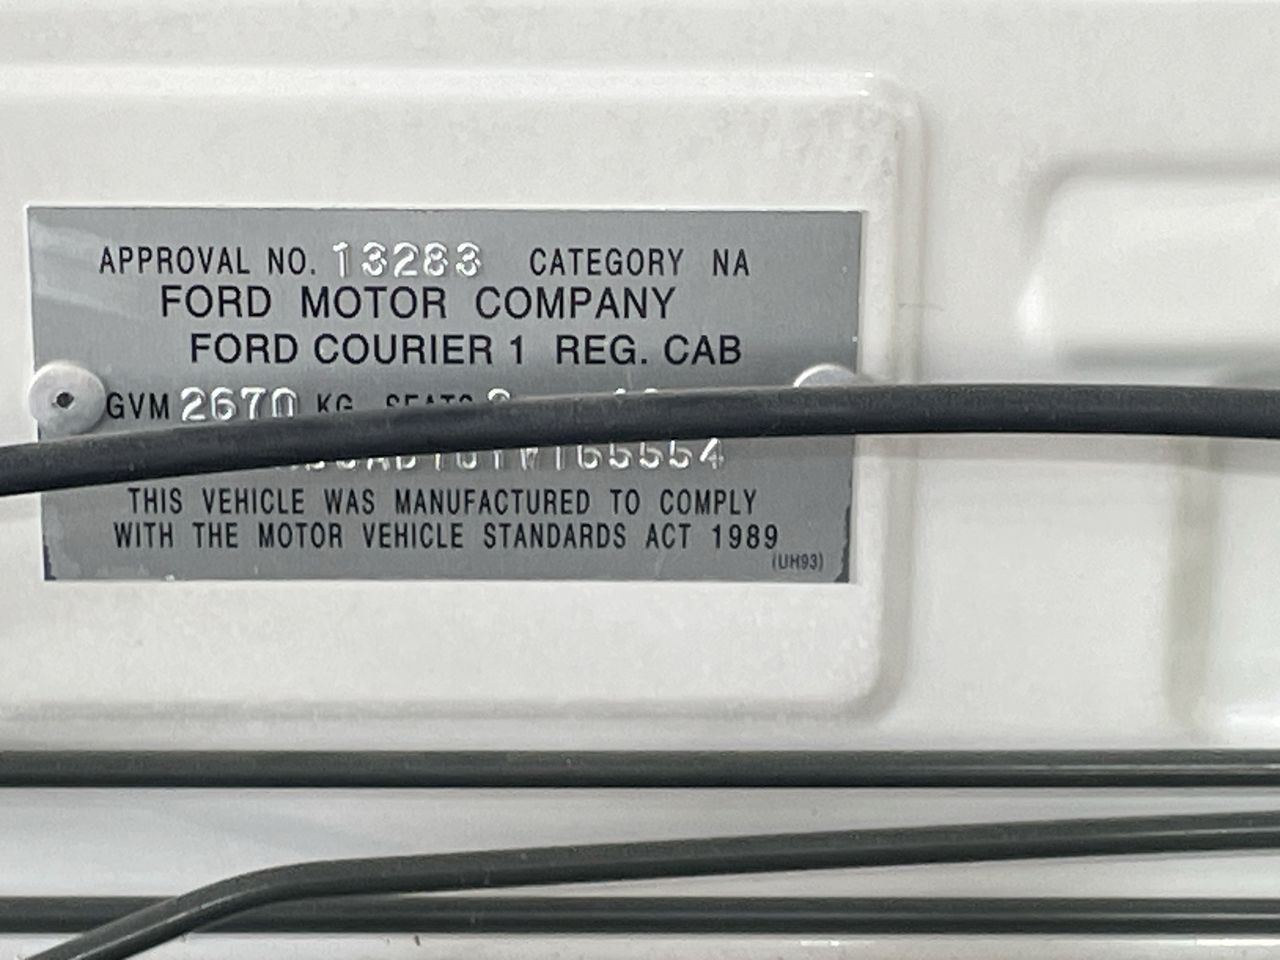 APPROVAL NO. 13283 CATEGORY NA
FORD MOTOR COMPANY
FORD COURIER 1 REG. CAB
GVM 2670 KG SEATS
THIS VEHICLE WAS MANUFACTURED TO COMPLY
WITH THE MOTOR VEHICLE STANDARDS ACT 1989
(UH93)